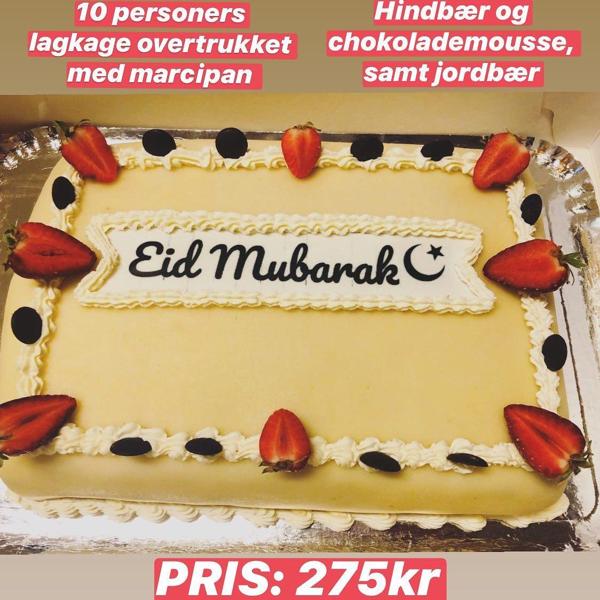 10 personers
lagkage overtrukket
med marcipan
Hindbær og
chokolademousse,
samt jordbær
Eid Mubarak
PRIS: 275kr